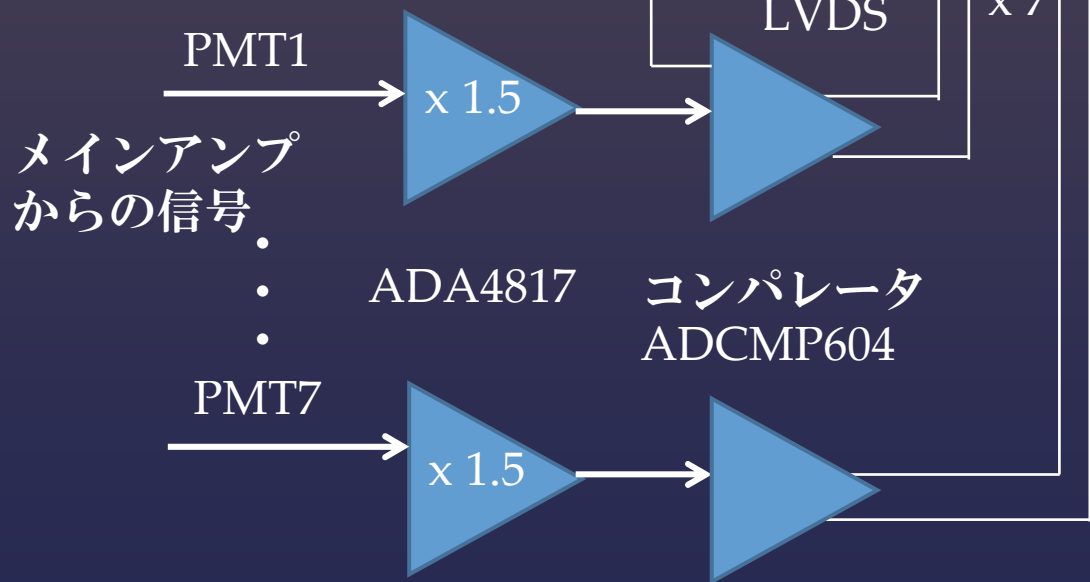 LVDS
x 7
PMT1
x 1.5
メインアンプ
からの信号
ADA4817
コンパレータ
ADCMP604
PMT7
x 1.5